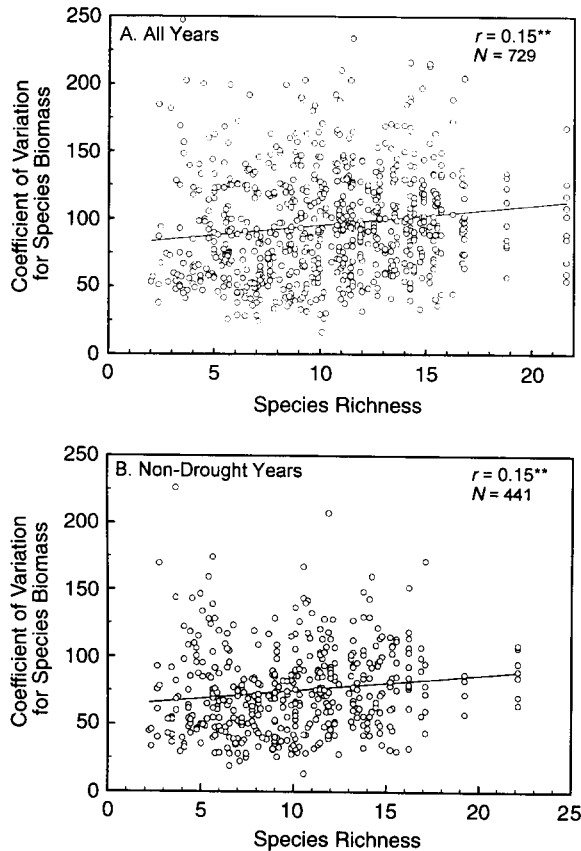 A. All Years
r = 0.15**
N = 729
250
200
150
100
50
0
Coefficient of Variation
for Species Biomass
0
5
10
15
20
Species Richness
B. Non-Drought Years
r = 0.15**
N = 441
250
200
150
100
50
0
Coefficient of Variation
for Species Biomass
0
5
10
15
20
25
Species Richness